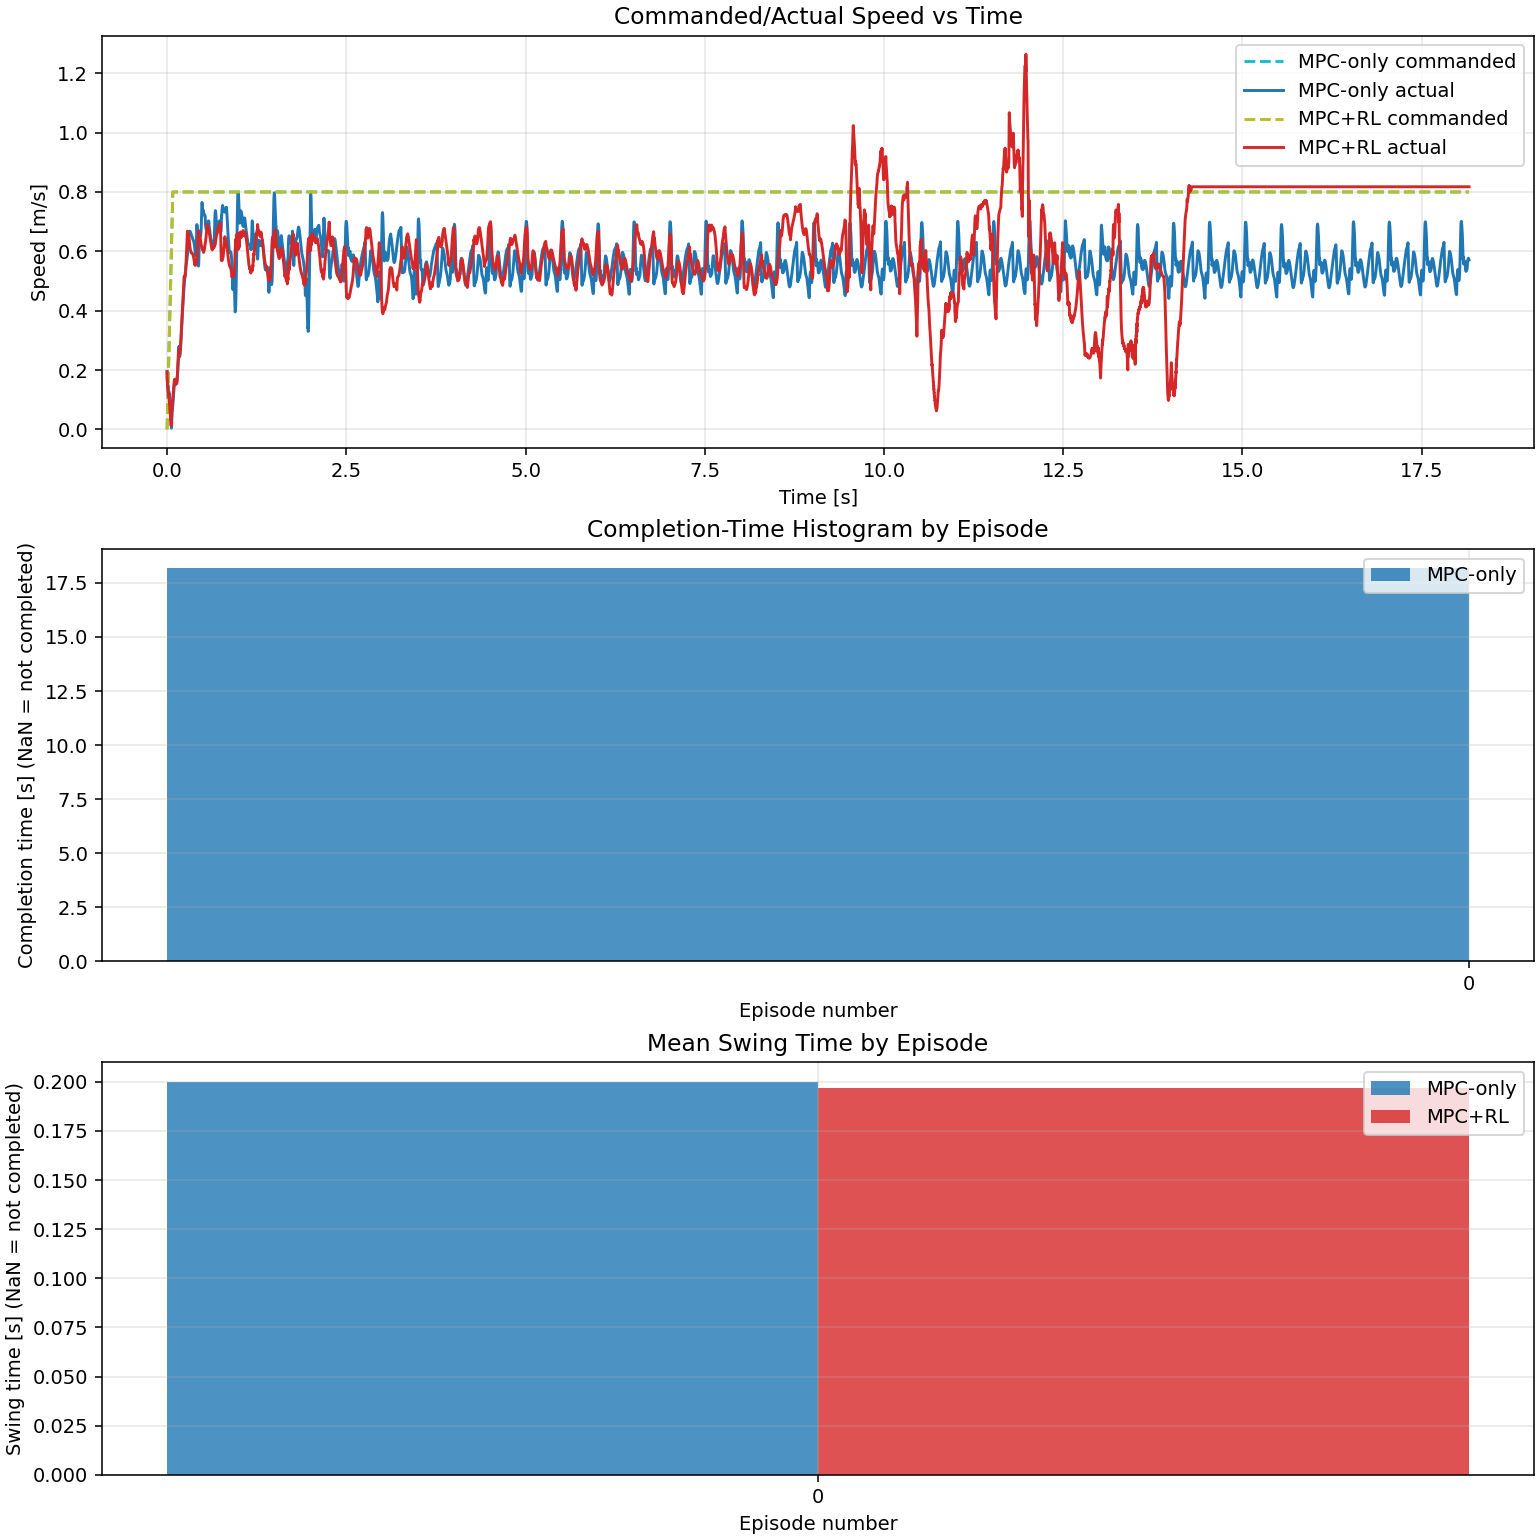 Commanded/Actual Speed vs Time
Speed [m/s]
1.2
1.0
0.8
0.6
0.4
0.2
0.0
MPC-only commanded
MPC-only actual
MPC+RL commanded
MPC+RL actual
0.0 2.5 5.0 7.5 10.0 12.5 15.0 17.5
Time [s]
Completion-Time Histogram by Episode
Completion time [s] (NaN = not completed)
17.5
15.0
12.5
10.0
7.5
5.0
2.5
0.0
MPC-only
0
Episode number
Mean Swing Time by Episode
Swing time [s] (NaN = not completed)
0.200
0.175
0.150
0.125
0.100
0.075
0.050
0.025
0.000
MPC-only
MPC+RL
0
Episode number